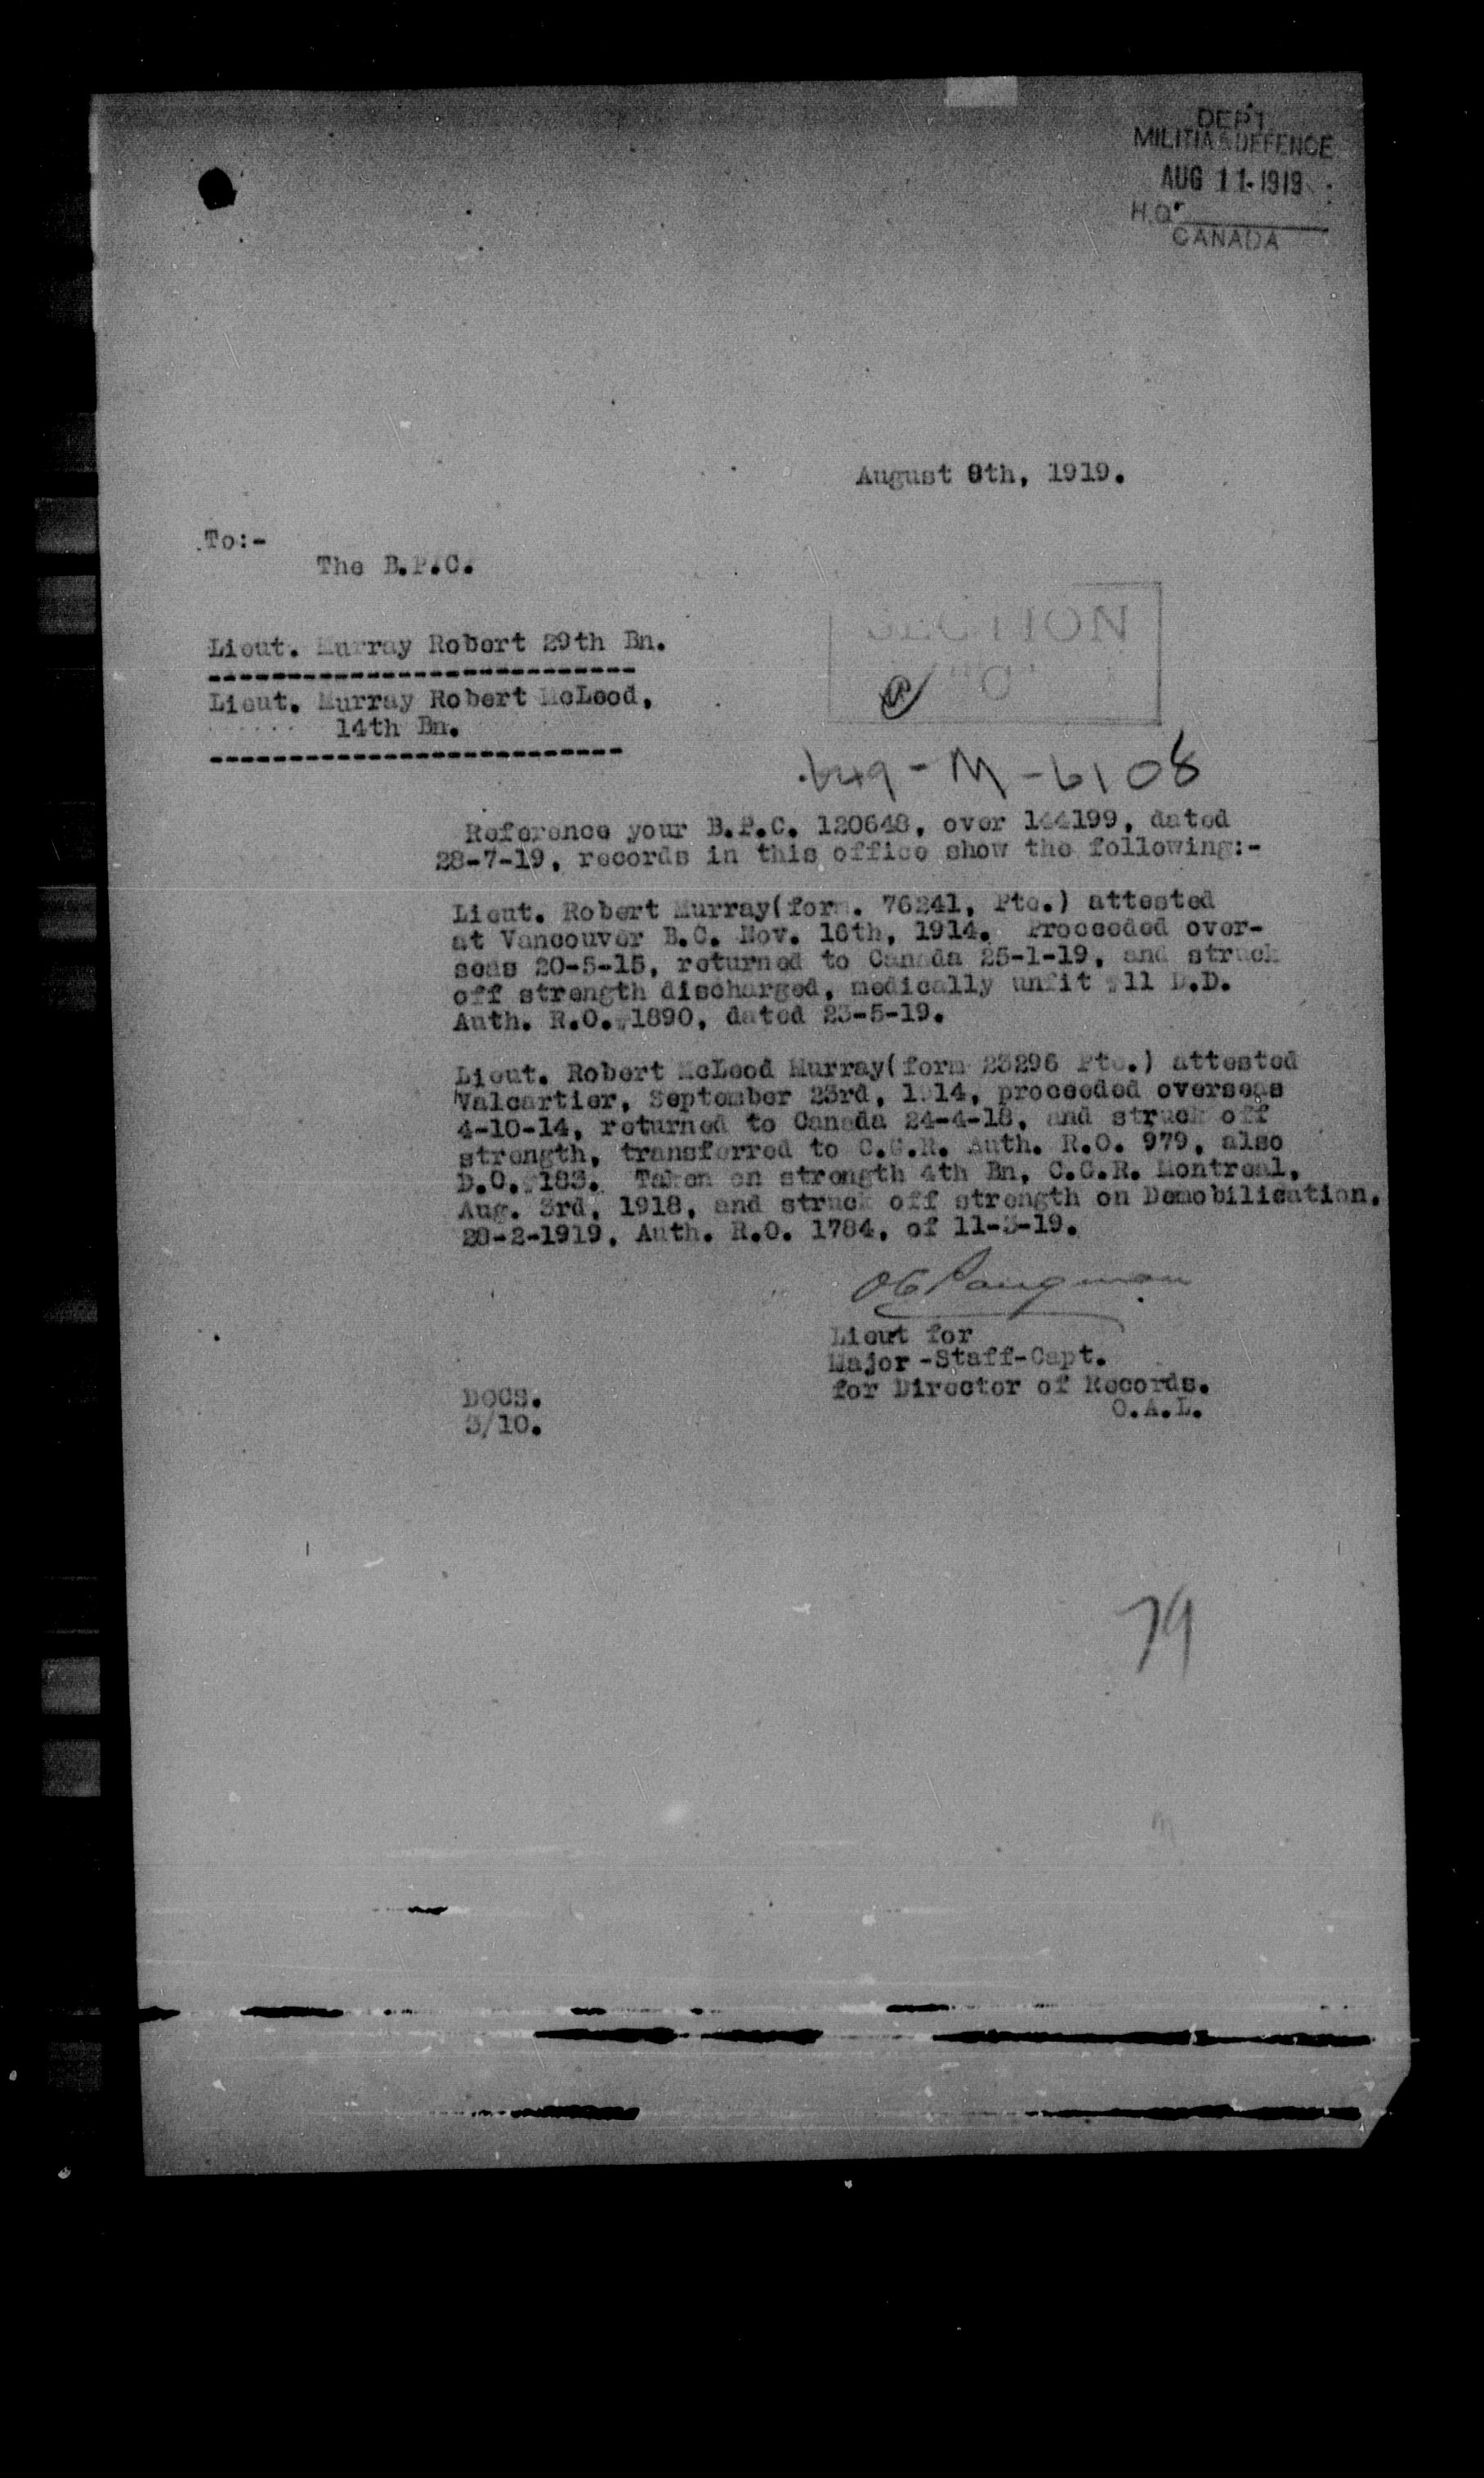 DEPT
MILITIA & DEFENCE
AUG 11 1919
H.Q.
CANADA
August 8th, 1919.
To:-
The B.P.C.
Lieut. Murray Robert 29th Bn.
Lieut. Murray Robert McLeod,
14th Bn.
SECTION
"D"
649-M-6108
Reference your B.P.C. 120648, over 144199, dated
28-7-19, records in this office show the following:-
Lieut. Robert Murray(form. 76241, Pte.) attested
at Vancouver B.C. Nov. 16th, 1914. Proceeded over-
seas 20-5-15, returned to Canada 25-1-19, and struck
off strength discharged, medically unfit #11 D.D.
Auth. R.O.#1890, dated 23-5-19.
Lieut. Robert McLeod Murray(form 23296 Pte.) attested
Valcartier, September 23rd, 1914, proceeded overseas
4-10-14, returned to Canada 24-4-18, and struck off
strength, transferred to C.G.R. Auth. R.O. 979, also
D.O.#183. Taken on strength 4th Bn, C.G.R. Montreal,
Aug. 3rd, 1918, and struck off strength on Demobilisation.
28-2-1919, Auth. R.O. 1784, of 11-3-19.
Lieut for
Major -Staff-Capt.
for Director of Records.
O.A.L.
DOCS.
3/10.
79